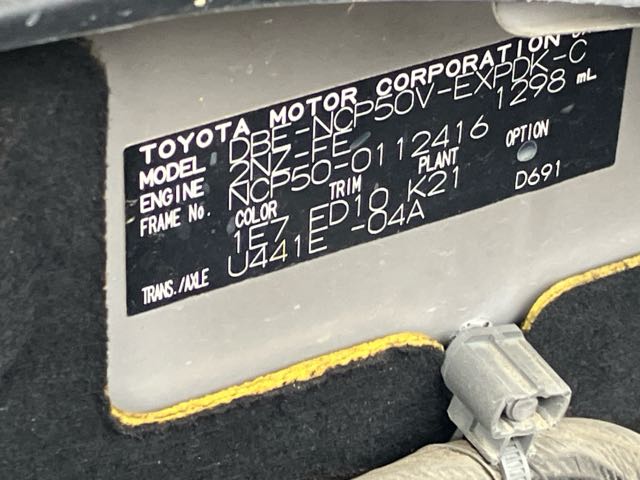 TOYOTA MOTOR CORPORATION
MODEL DBE-NCP50V-EXPDK-C
ENGINE 2NZ-FE 1298 mL
FRAME No. NCP50-0112416
COLOR TRIM PLANT OPTION
1E7 FD10 K21 D691
TRANS./AXLE U441E -04A